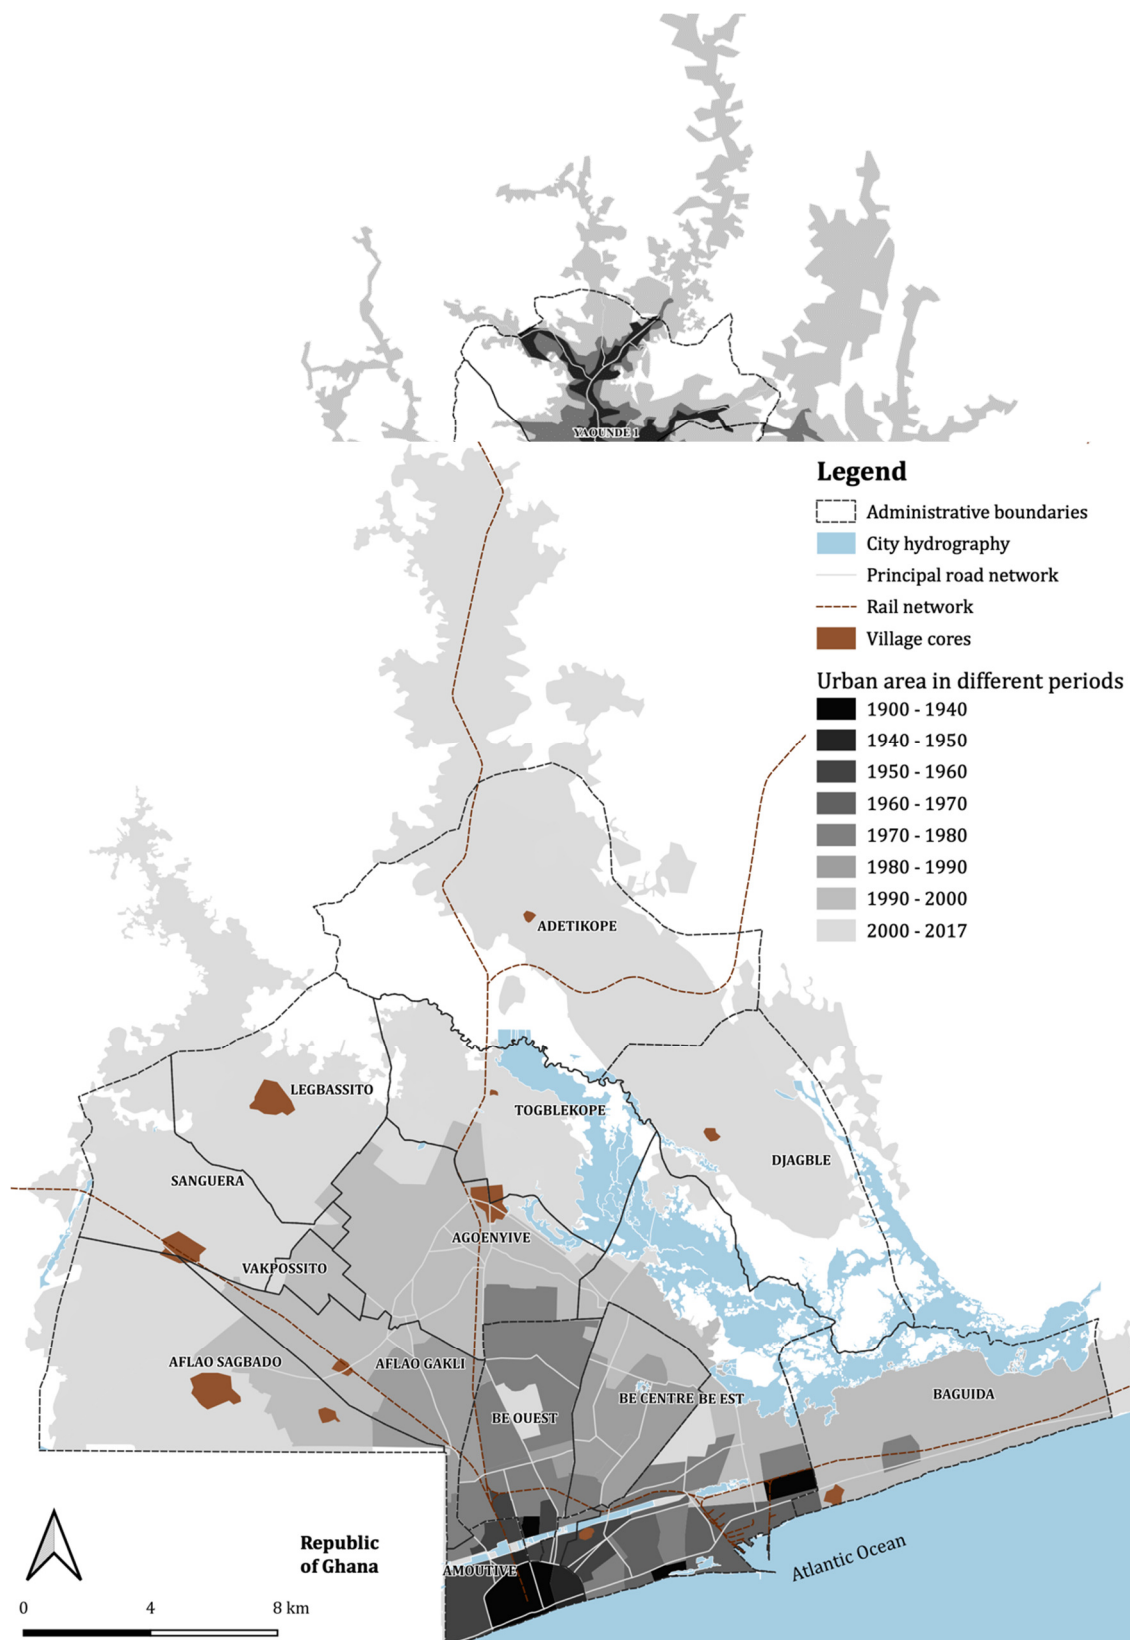 YAOUNDE 1
Legend
Administrative boundaries
City hydrography
Principal road network
Rail network
Village cores
Urban area in different periods
1900 - 1940
1940 - 1950
1950 - 1960
1960 - 1970
1970 - 1980
1980 - 1990
1990 - 2000
2000 - 2017
ADETIKOPE
LEGBASSITO
TOGBLEKOPE
DJAGBLE
SANGUERA
AGOENYIVE
VAKPOSSITO
AFLAO SAGBADO
AFLAO GAKLI
BE CENTRE
BE EST
BAGUIDA
BE OUEST
Republic
of Ghana
AMOUTIVE
Atlantic Ocean
0 4 8 km